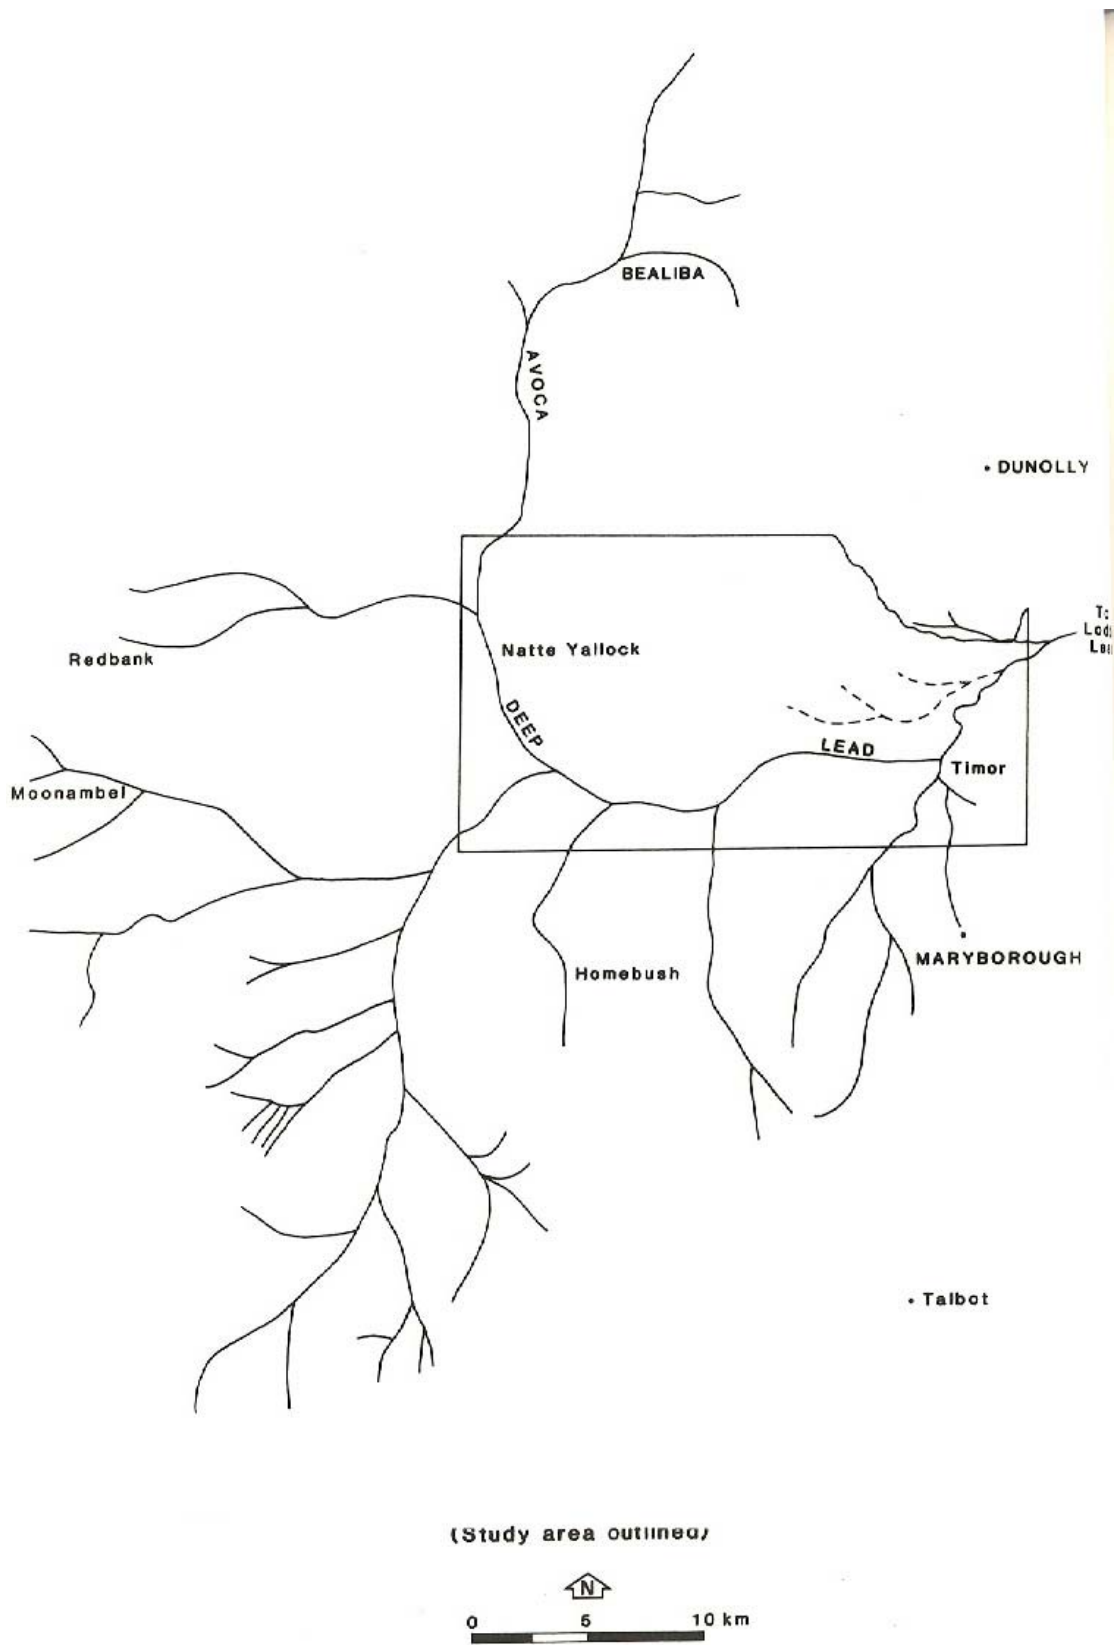 BEALIBA
AVOCA
DUNOLLY
Redbank
Natte Yallock
DEEP
LEAD
Timor
Moonambel
MARYBOROUGH
Homebush
Talbot
(Study area outlined)
N
0 5 10 km